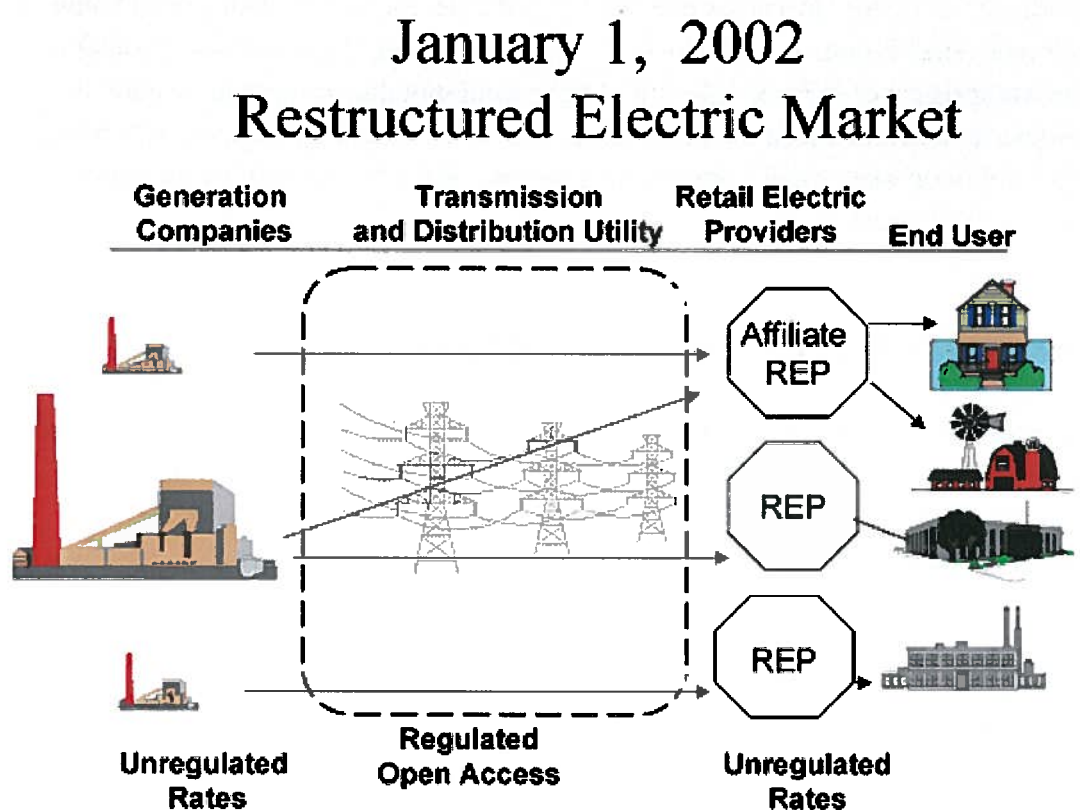 January 1, 2002
Restructured Electric Market
Generation
Companies
Transmission
and Distribution Utility
Retail Electric
Providers
End User
Affiliate
REP
REP
REP
Unregulated
Rates
Regulated
Open Access
Unregulated
Rates